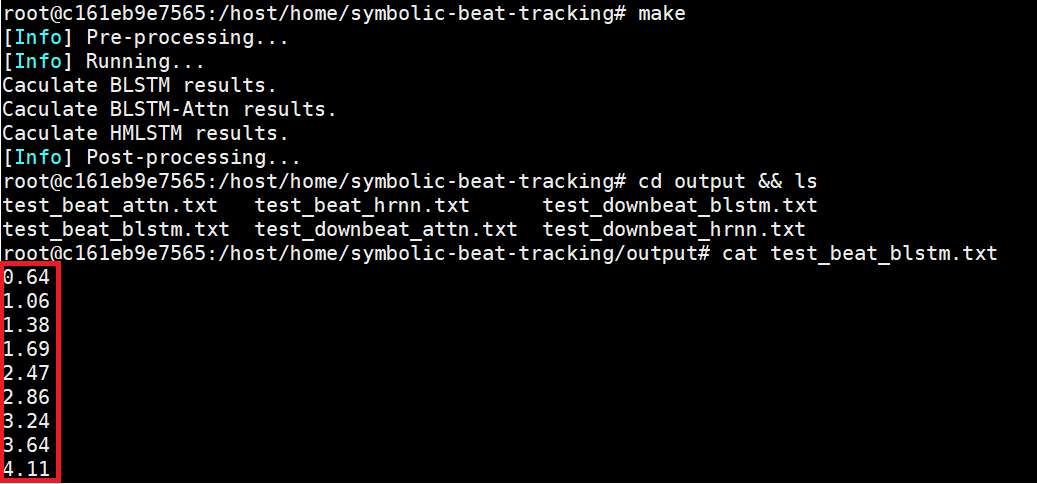 root@c161eb9e7565:/host/home/symbolic-beat-tracking# make
[Info] Pre-processing...
[Info] Running...
Caculate BLSTM results.
Caculate BLSTM-Attn results.
Caculate HMLSTM results.
[Info] Post-processing...
root@c161eb9e7565:/host/home/symbolic-beat-tracking# cd output && ls
test_beat_attn.txt   test_beat_hrnn.txt      test_downbeat_blstm.txt
test_beat_blstm.txt  test_downbeat_attn.txt  test_downbeat_hrnn.txt
root@c161eb9e7565:/host/home/symbolic-beat-tracking/output# cat test_beat_blstm.txt
0.64
1.06
1.38
1.69
2.47
2.86
3.24
3.64
4.11